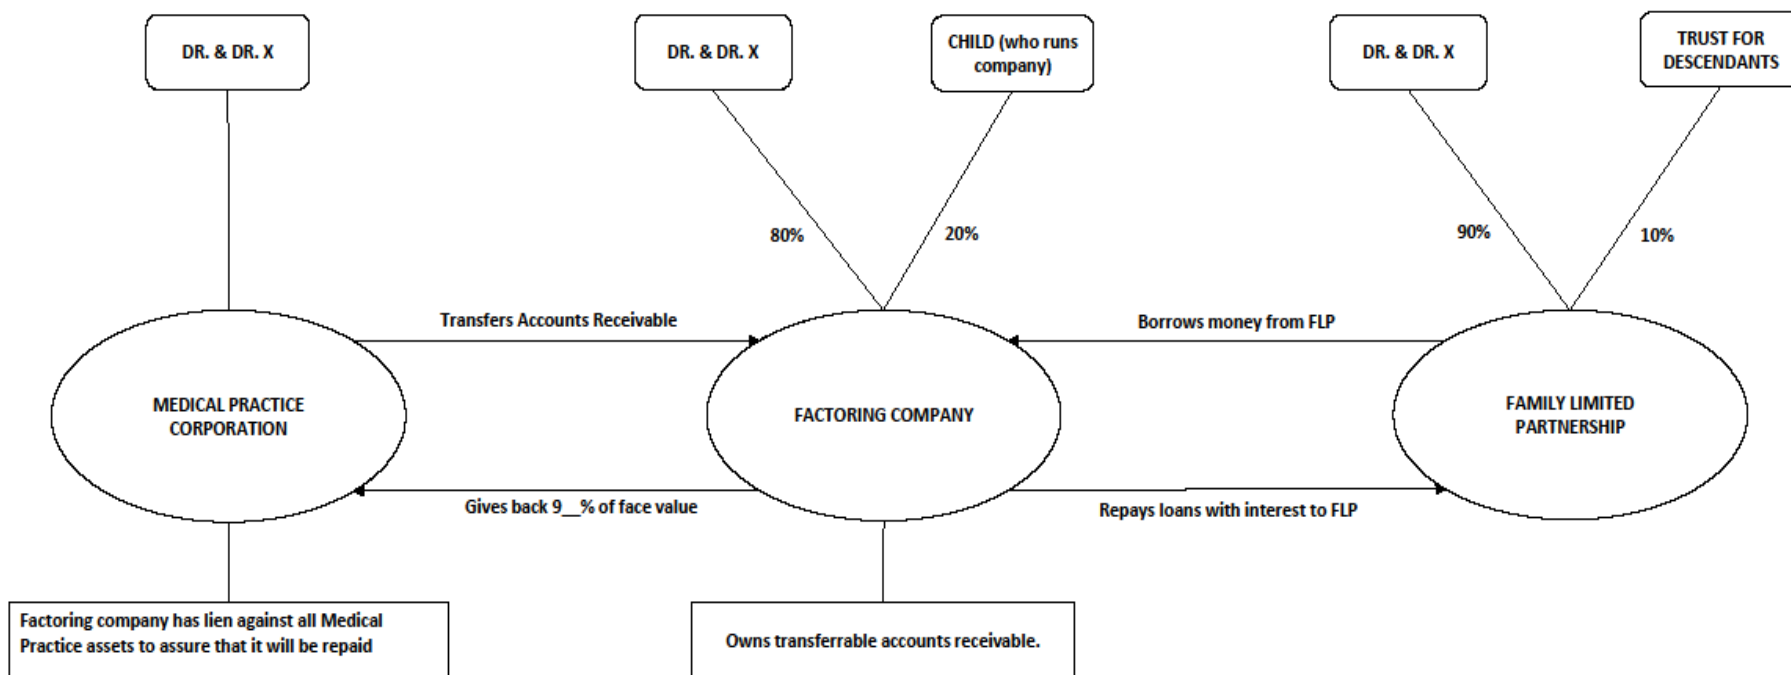 DR. & DR. X
DR. & DR. X
CHILD (who runs
company)
DR. & DR. X
TRUST FOR
DESCENDANTS
80%
20%
90%
10%
Transfers Accounts Receivable
Borrows money from FLP
MEDICAL PRACTICE
CORPORATION
FACTORING COMPANY
FAMILY LIMITED
PARTNERSHIP
Gives back 9__% of face value
Repays loans with interest to FLP
Factoring company has lien against all Medical
Practice assets to assure that it will be repaid
Owns transferrable accounts receivable.